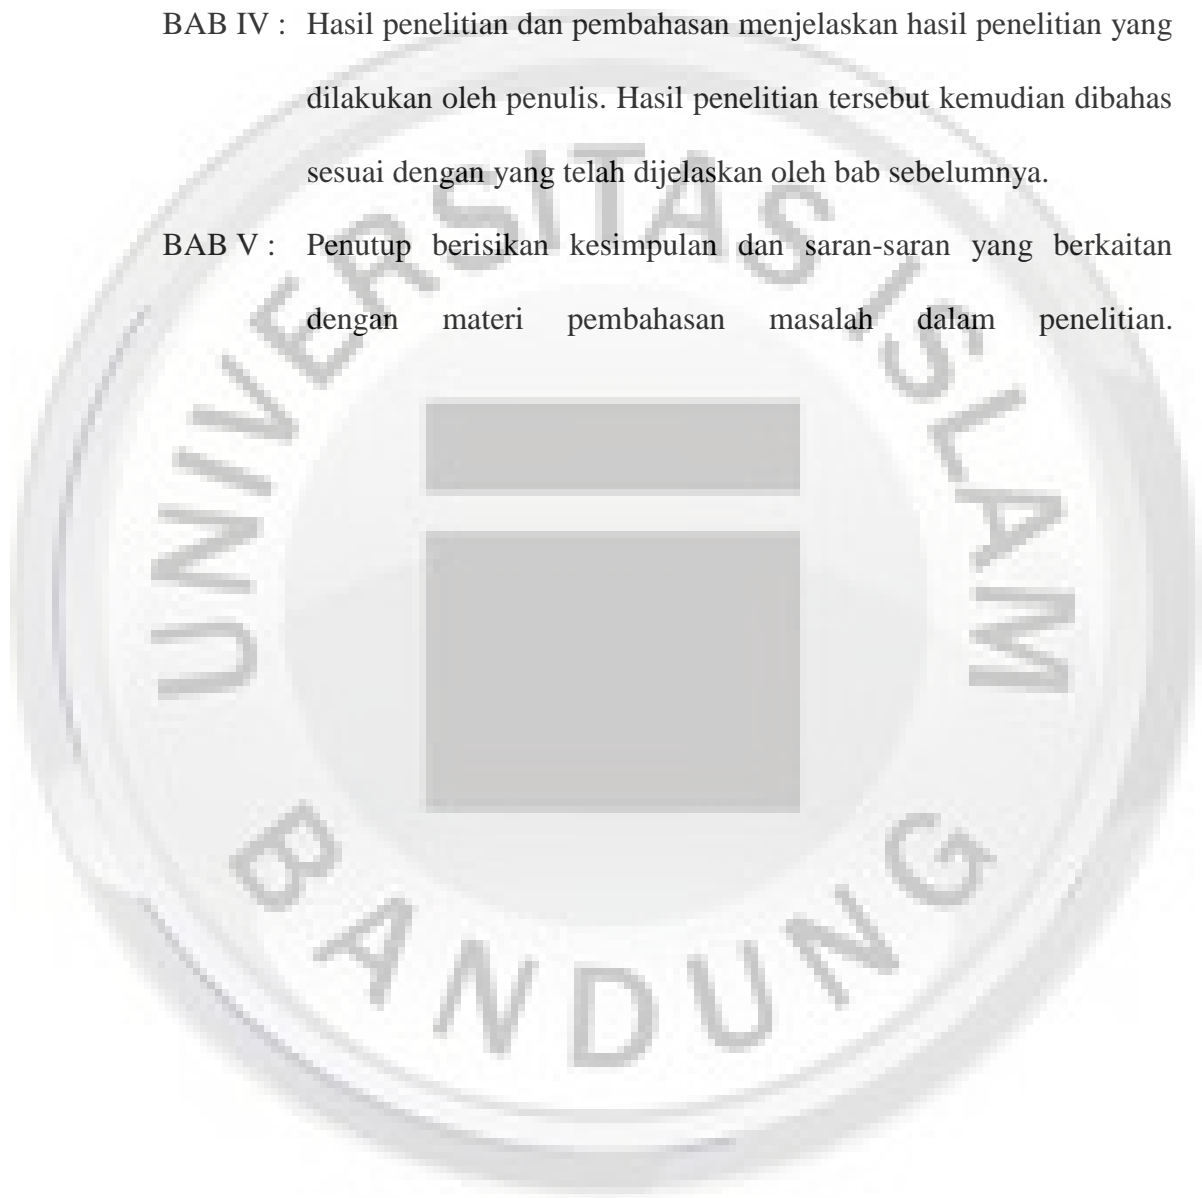 BAB IV : Hasil penelitian dan pembahasan menjelaskan hasil penelitian yang
dilakukan oleh penulis. Hasil penelitian tersebut kemudian dibahas
sesuai dengan yang telah dijelaskan oleh bab sebelumnya.
BAB V : Penutup berisikan kesimpulan dan saran-saran yang berkaitan
dengan materi pembahasan masalah dalam penelitian.
UNIVERSITAS ISLAM
BANDUNG